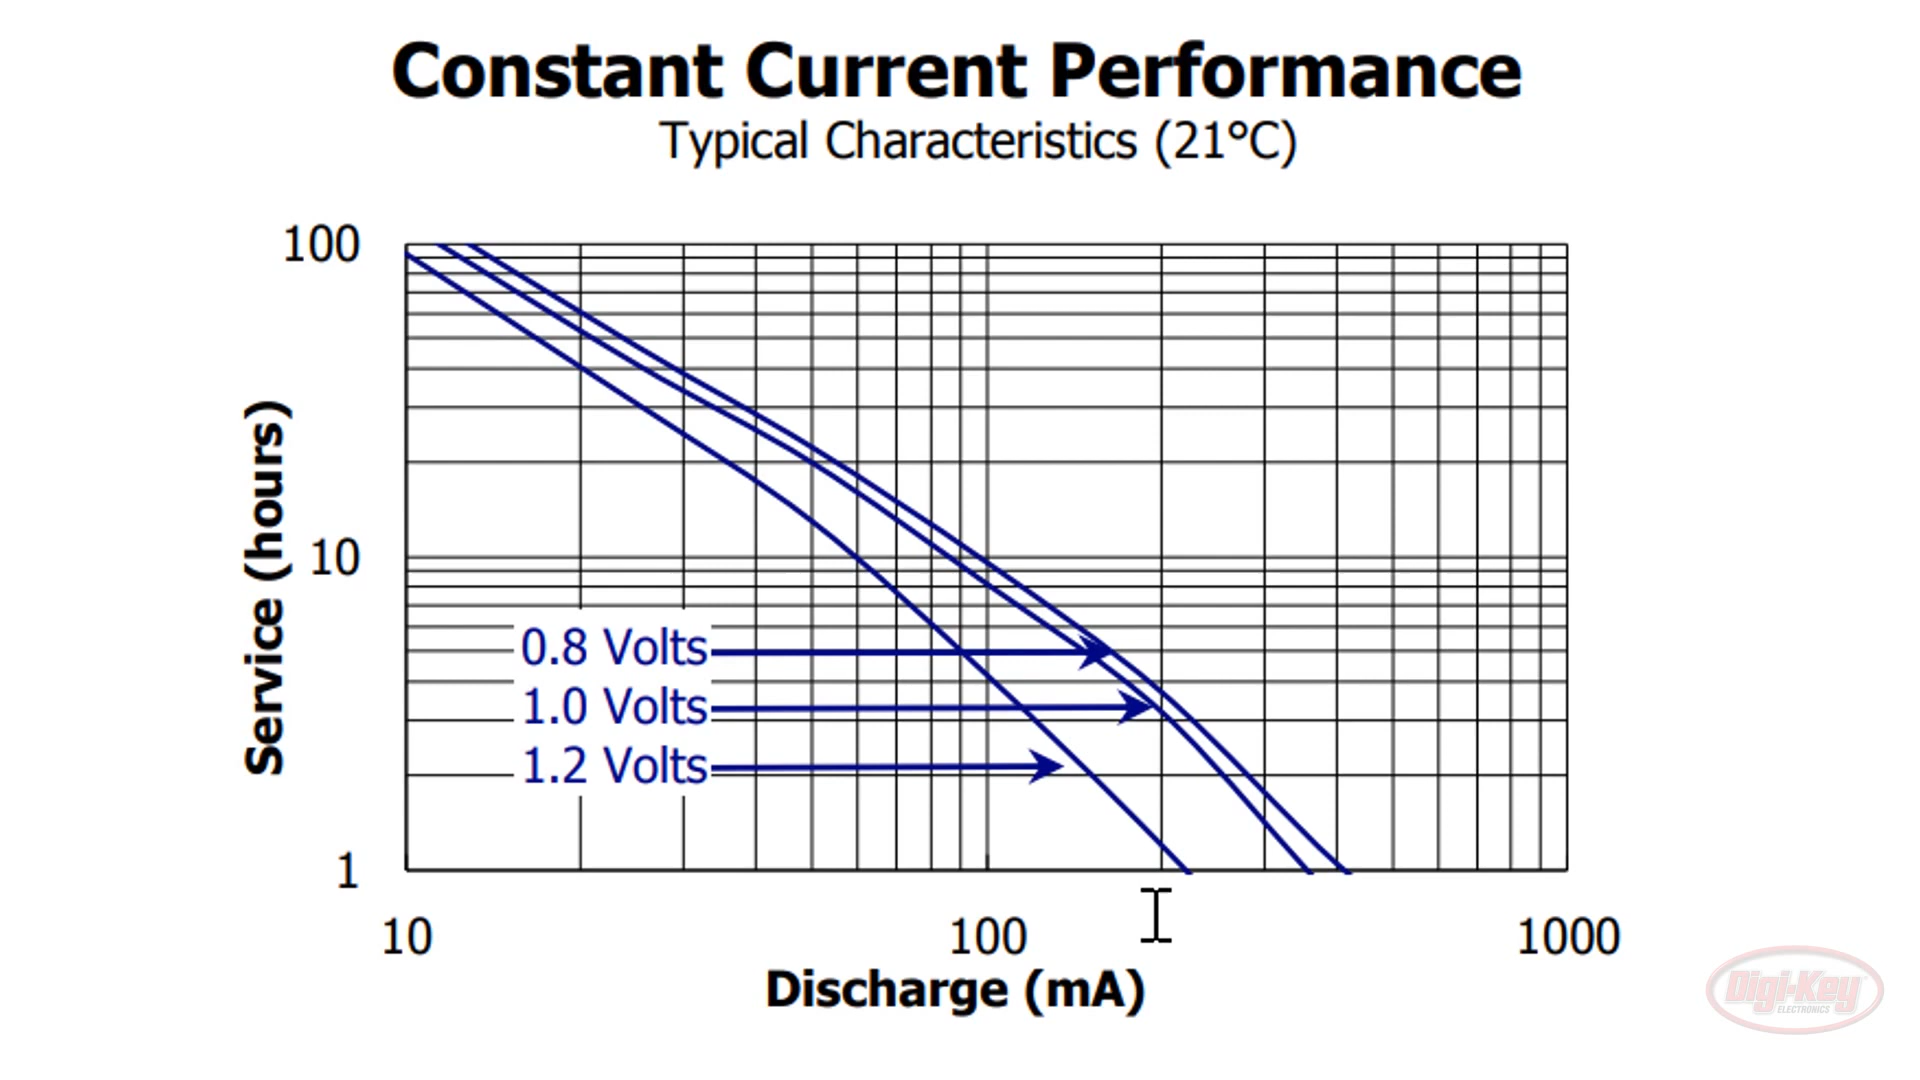 Constant Current Performance
Typical Characteristics (21°C)
100
10
1
Service (hours)
0.8 Volts
1.0 Volts
1.2 Volts
10 100 1000
Discharge (mA)
Digi-Key
ELECTRONICS